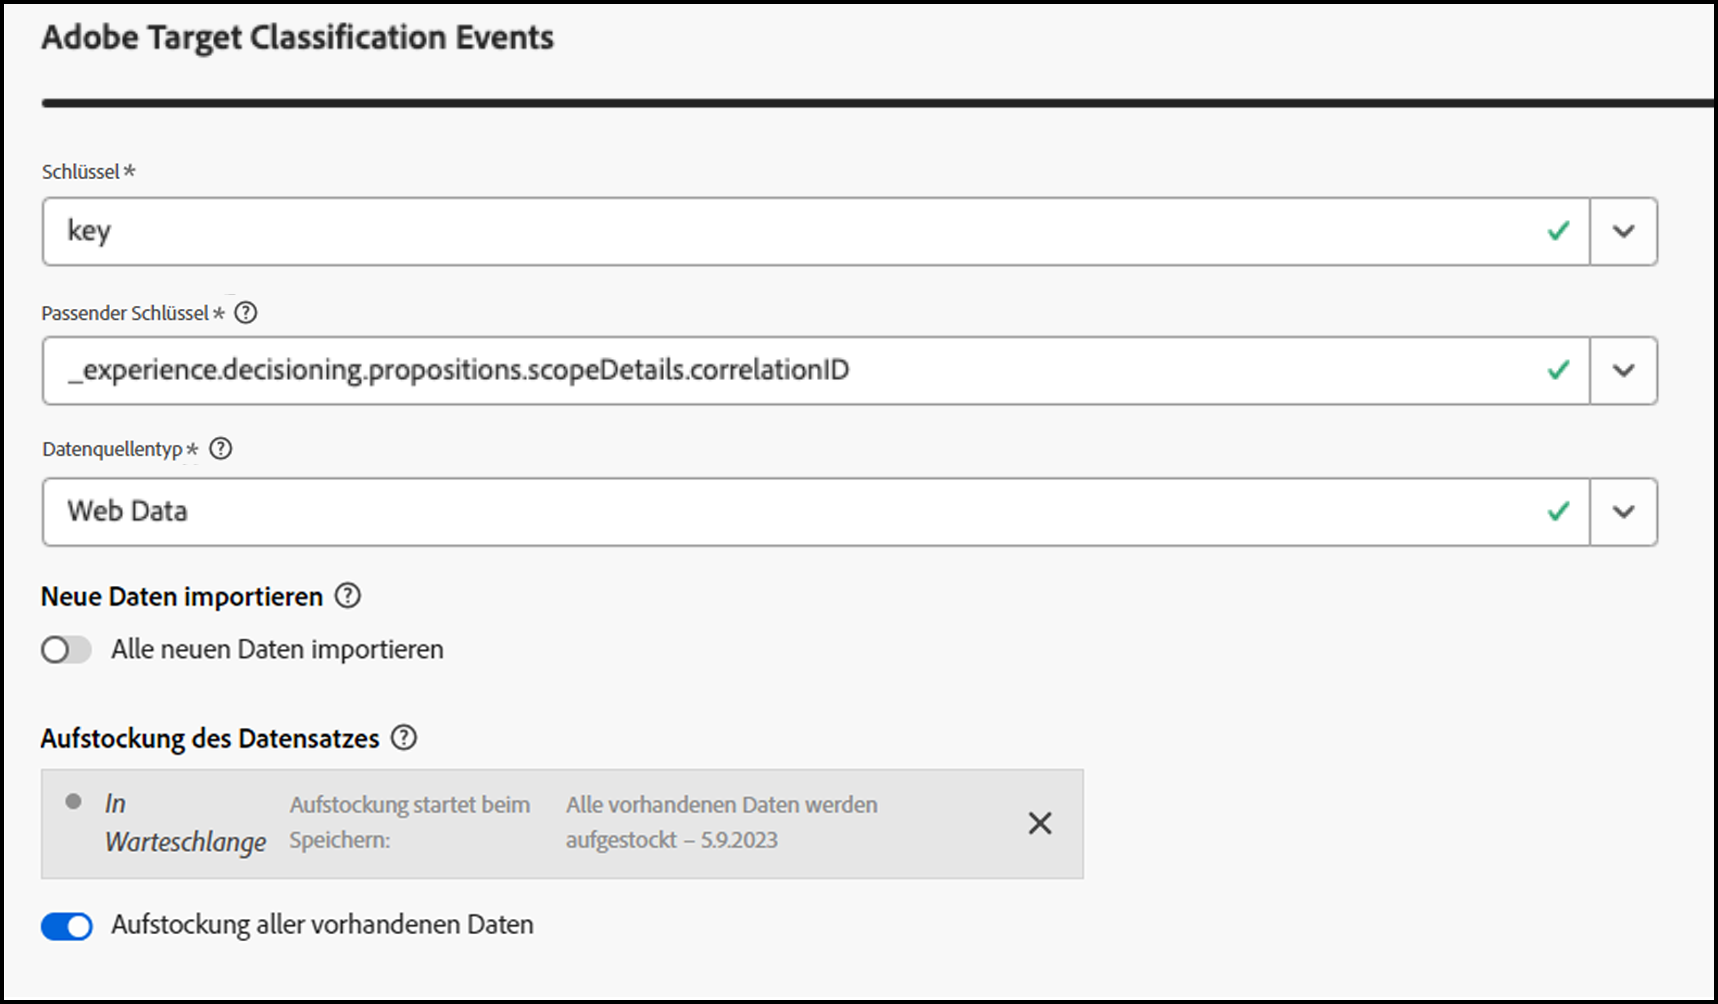 Adobe Target Classification Events
Schlüssel*
key
Passender Schlüssel*
_experience.decisioning.propositions.scopeDetails.correlationID
Datenquellentyp*
Web Data
Neue Daten importieren
Alle neuen Daten importieren
Aufstockung des Datensatzes
In
Warteschlange
Aufstockung startet beim
Speichern:
Alle vorhandenen Daten werden
aufgestockt – 5.9.2023
Aufstockung aller vorhandenen Daten